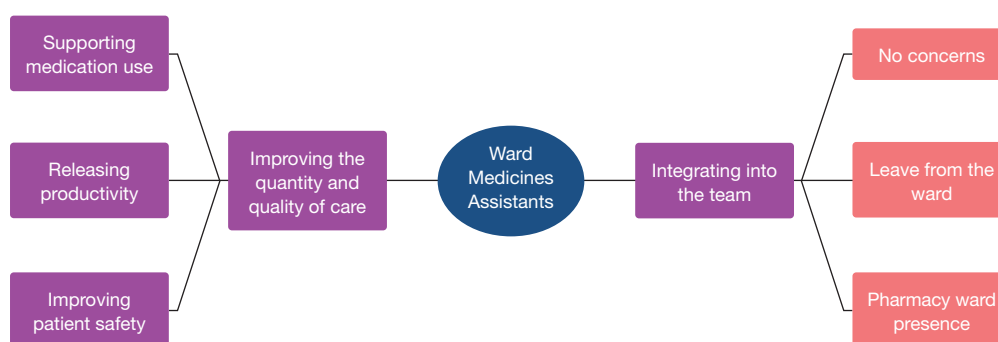 Supporting
medication use
Releasing
productivity
Improving
patient safety
Improving the
quantity and
quality of care
Ward
Medicines
Assistants
Integrating into
the team
No concerns
Leave from the
ward
Pharmacy ward
presence